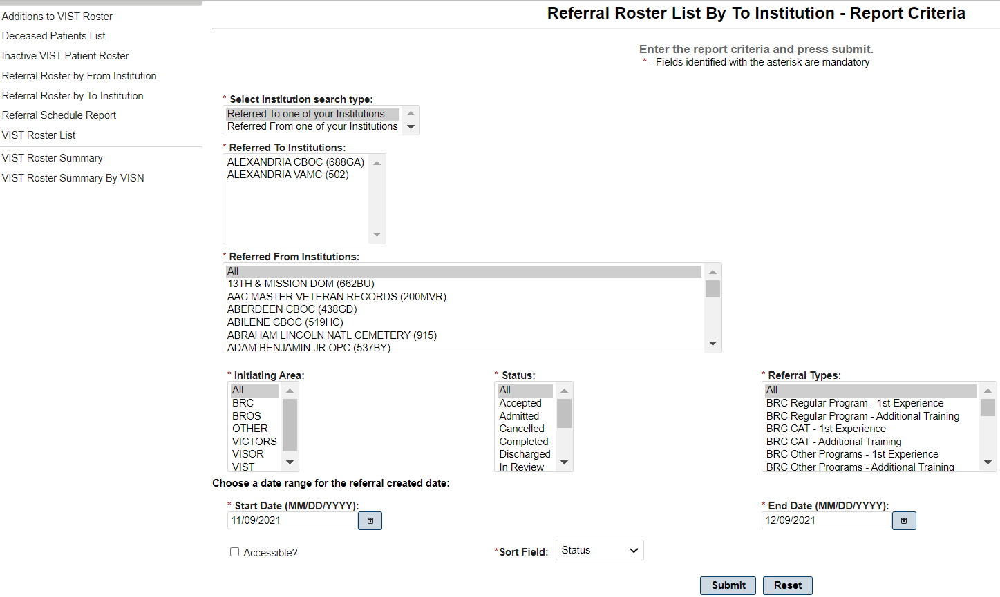 Additions to VIST Roster
Deceased Patients List
Inactive VIST Patient Roster
Referral Roster by From Institution
Referral Roster by To Institution
Referral Schedule Report
VIST Roster List
VIST Roster Summary
VIST Roster Summary By VISN
Referral Roster List By To Institution - Report Criteria
Enter the report criteria and press submit.
* - Fields identified with the asterisk are mandatory
* Select Institution search type:
Referred To one of your Institutions
Referred From one of your Institutions
* Referred To Institutions:
ALEXANDRIA CBOC (688GA)
ALEXANDRIA VAMC (502)
* Referred From Institutions:
All
13TH & MISSION DOM (662BU)
AAC MASTER VETERAN RECORDS (200MVR)
ABERDEEN CBOC (438GD)
ABILENE CBOC (519HC)
ABRAHAM LINCOLN NATL CEMETERY (915)
ADAM BENJAMIN JR OPC (537BY)
* Initiating Area:
All
BRC
BROS
OTHER
VICTORS
VISOR
VIST
* Status:
All
Accepted
Admitted
Cancelled
Completed
Discharged
In Review
* Referral Types:
All
BRC Regular Program - 1st Experience
BRC Regular Program - Additional Training
BRC CAT - 1st Experience
BRC CAT - Additional Training
BRC Other Programs - 1st Experience
BRC Other Programs - Additional Training
Choose a date range for the referral created date:
* Start Date (MM/DD/YYYY):
11/09/2021
* End Date (MM/DD/YYYY):
12/09/2021
Accessible?
*Sort Field:
Status
Submit
Reset